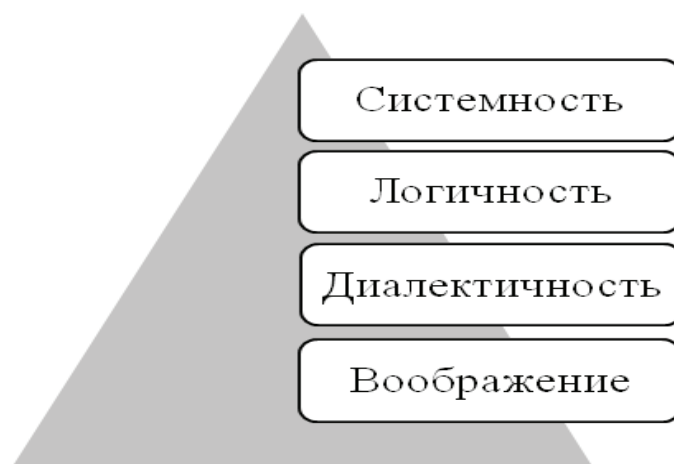 Системность
Логичность
Диалектичность
Воображение